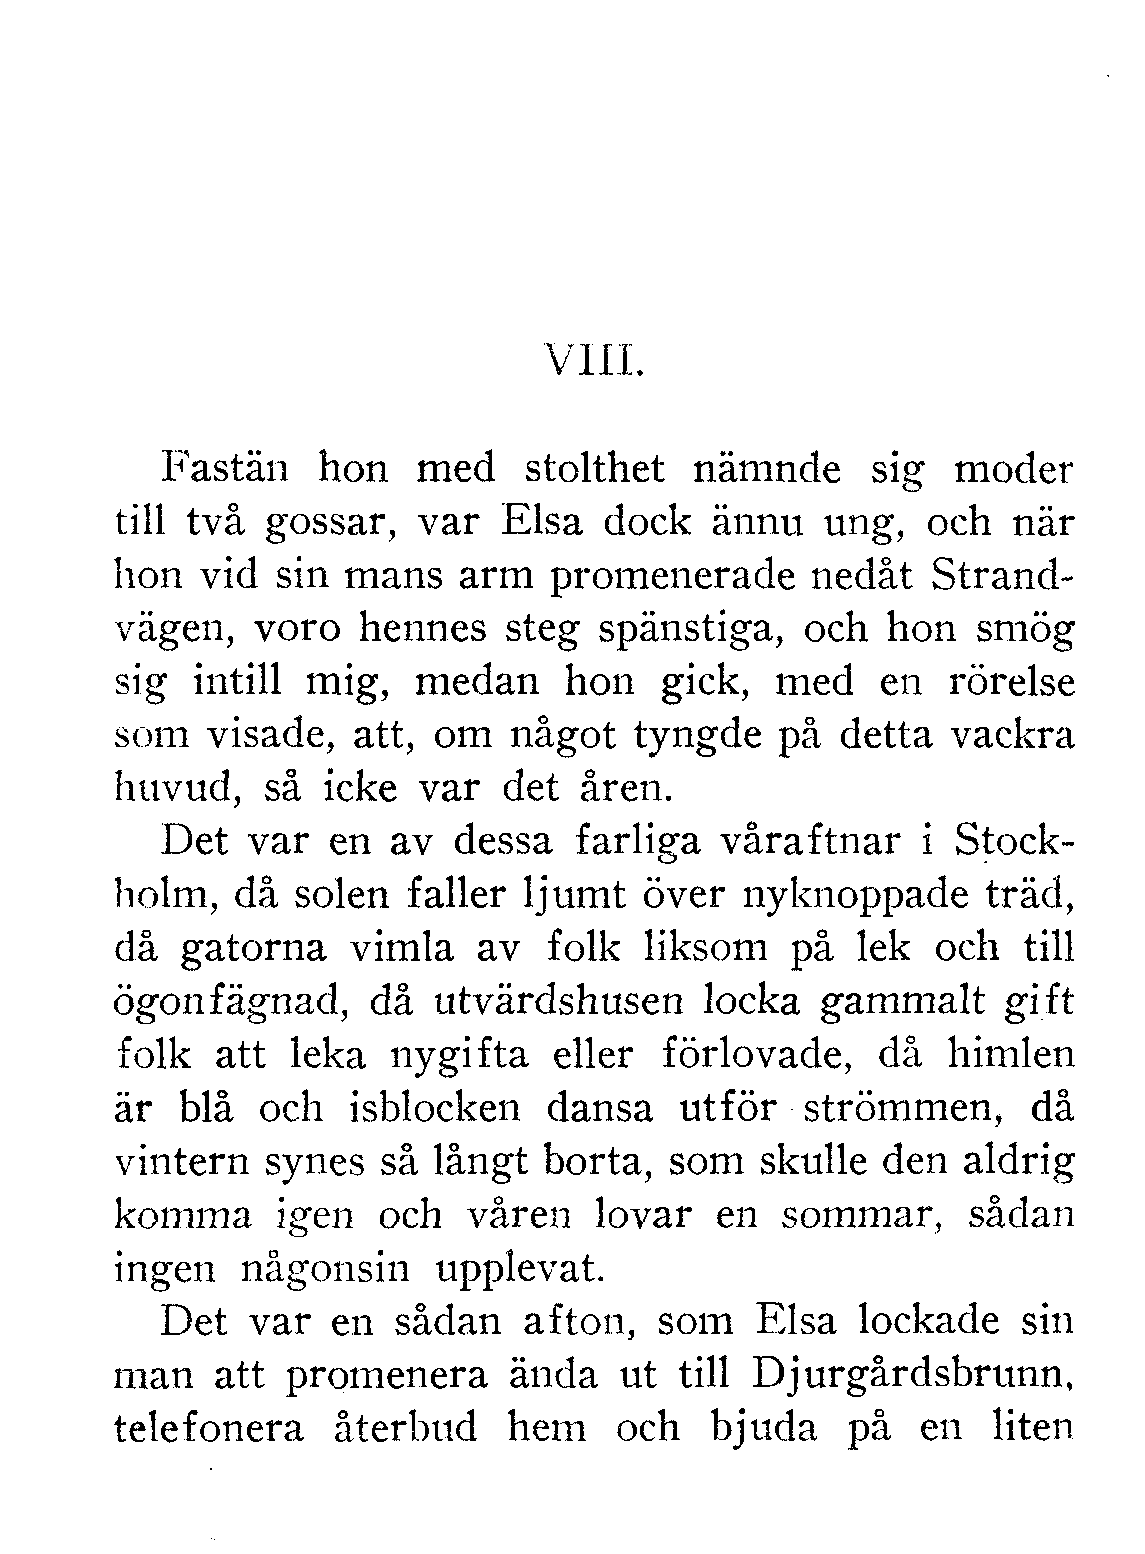 VIII.
Fastän hon med stolthet nämnde sig moder
till två gossar, var Elsa dock ännu ung, och när
hon vid sin mans arm promenerade nedåt Strand-
vägen, voro hennes steg spänstiga, och hon smög
sig intill mig, medan hon gick, med en rörelse
som visade, att, om något tyngde på detta vackra
huvud, så icke var det åren.
Det var en av dessa farliga våraftnar i Stock-
holm, då solen faller ljumt över nyknoppade träd,
då gatorna vimla av folk liksom på lek och till
ögonfägnad, då utvärdshusen locka gammalt gift
folk att leka nygifta eller förlovade, då himlen
är blå och isblocken dansa utför strömmen, då
vintern synes så långt borta, som skulle den aldrig
komma igen och våren lovar en sommar, sådan
ingen någonsin upplevat.
Det var en sådan afton, som Elsa lockade sin
man att promenera ända ut till Djurgårdsbrunn,
telefonera återbud hem och bjuda på en liten